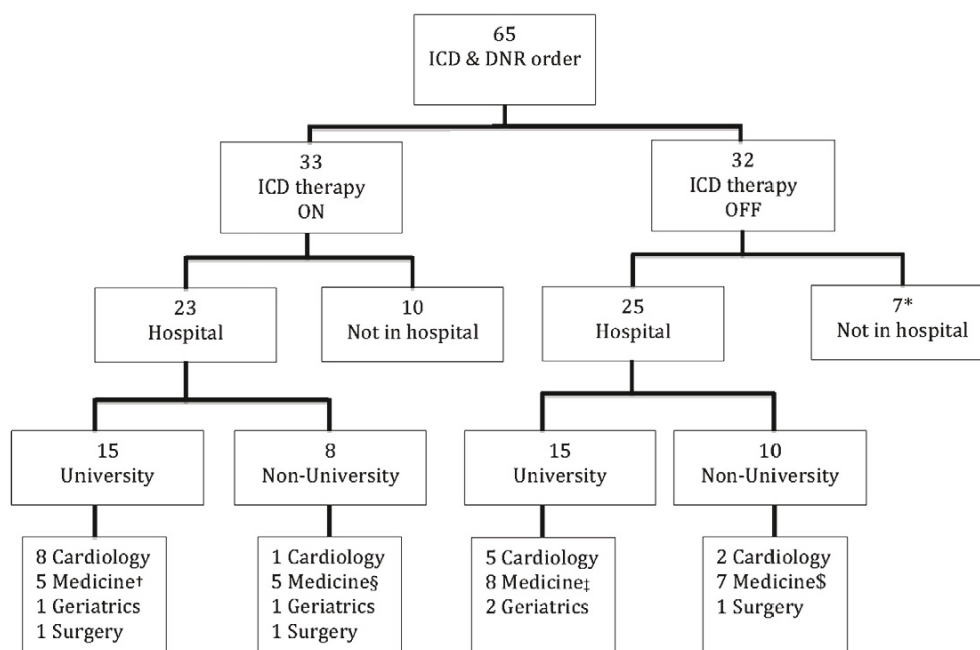 65
ICD & DNR order
33
ICD therapy
ON
32
ICD therapy
OFF
23
Hospital
10
Not in hospital
25
Hospital
7*
Not in hospital
15
University
8
Non-University
15
University
10
Non-University
8 Cardiology
5 Medicine†
1 Geriatrics
1 Surgery
1 Cardiology
5 Medicine§
1 Geriatrics
1 Surgery
5 Cardiology
8 Medicine‡
2 Geriatrics
2 Cardiology
7 Medicine$
1 Surgery